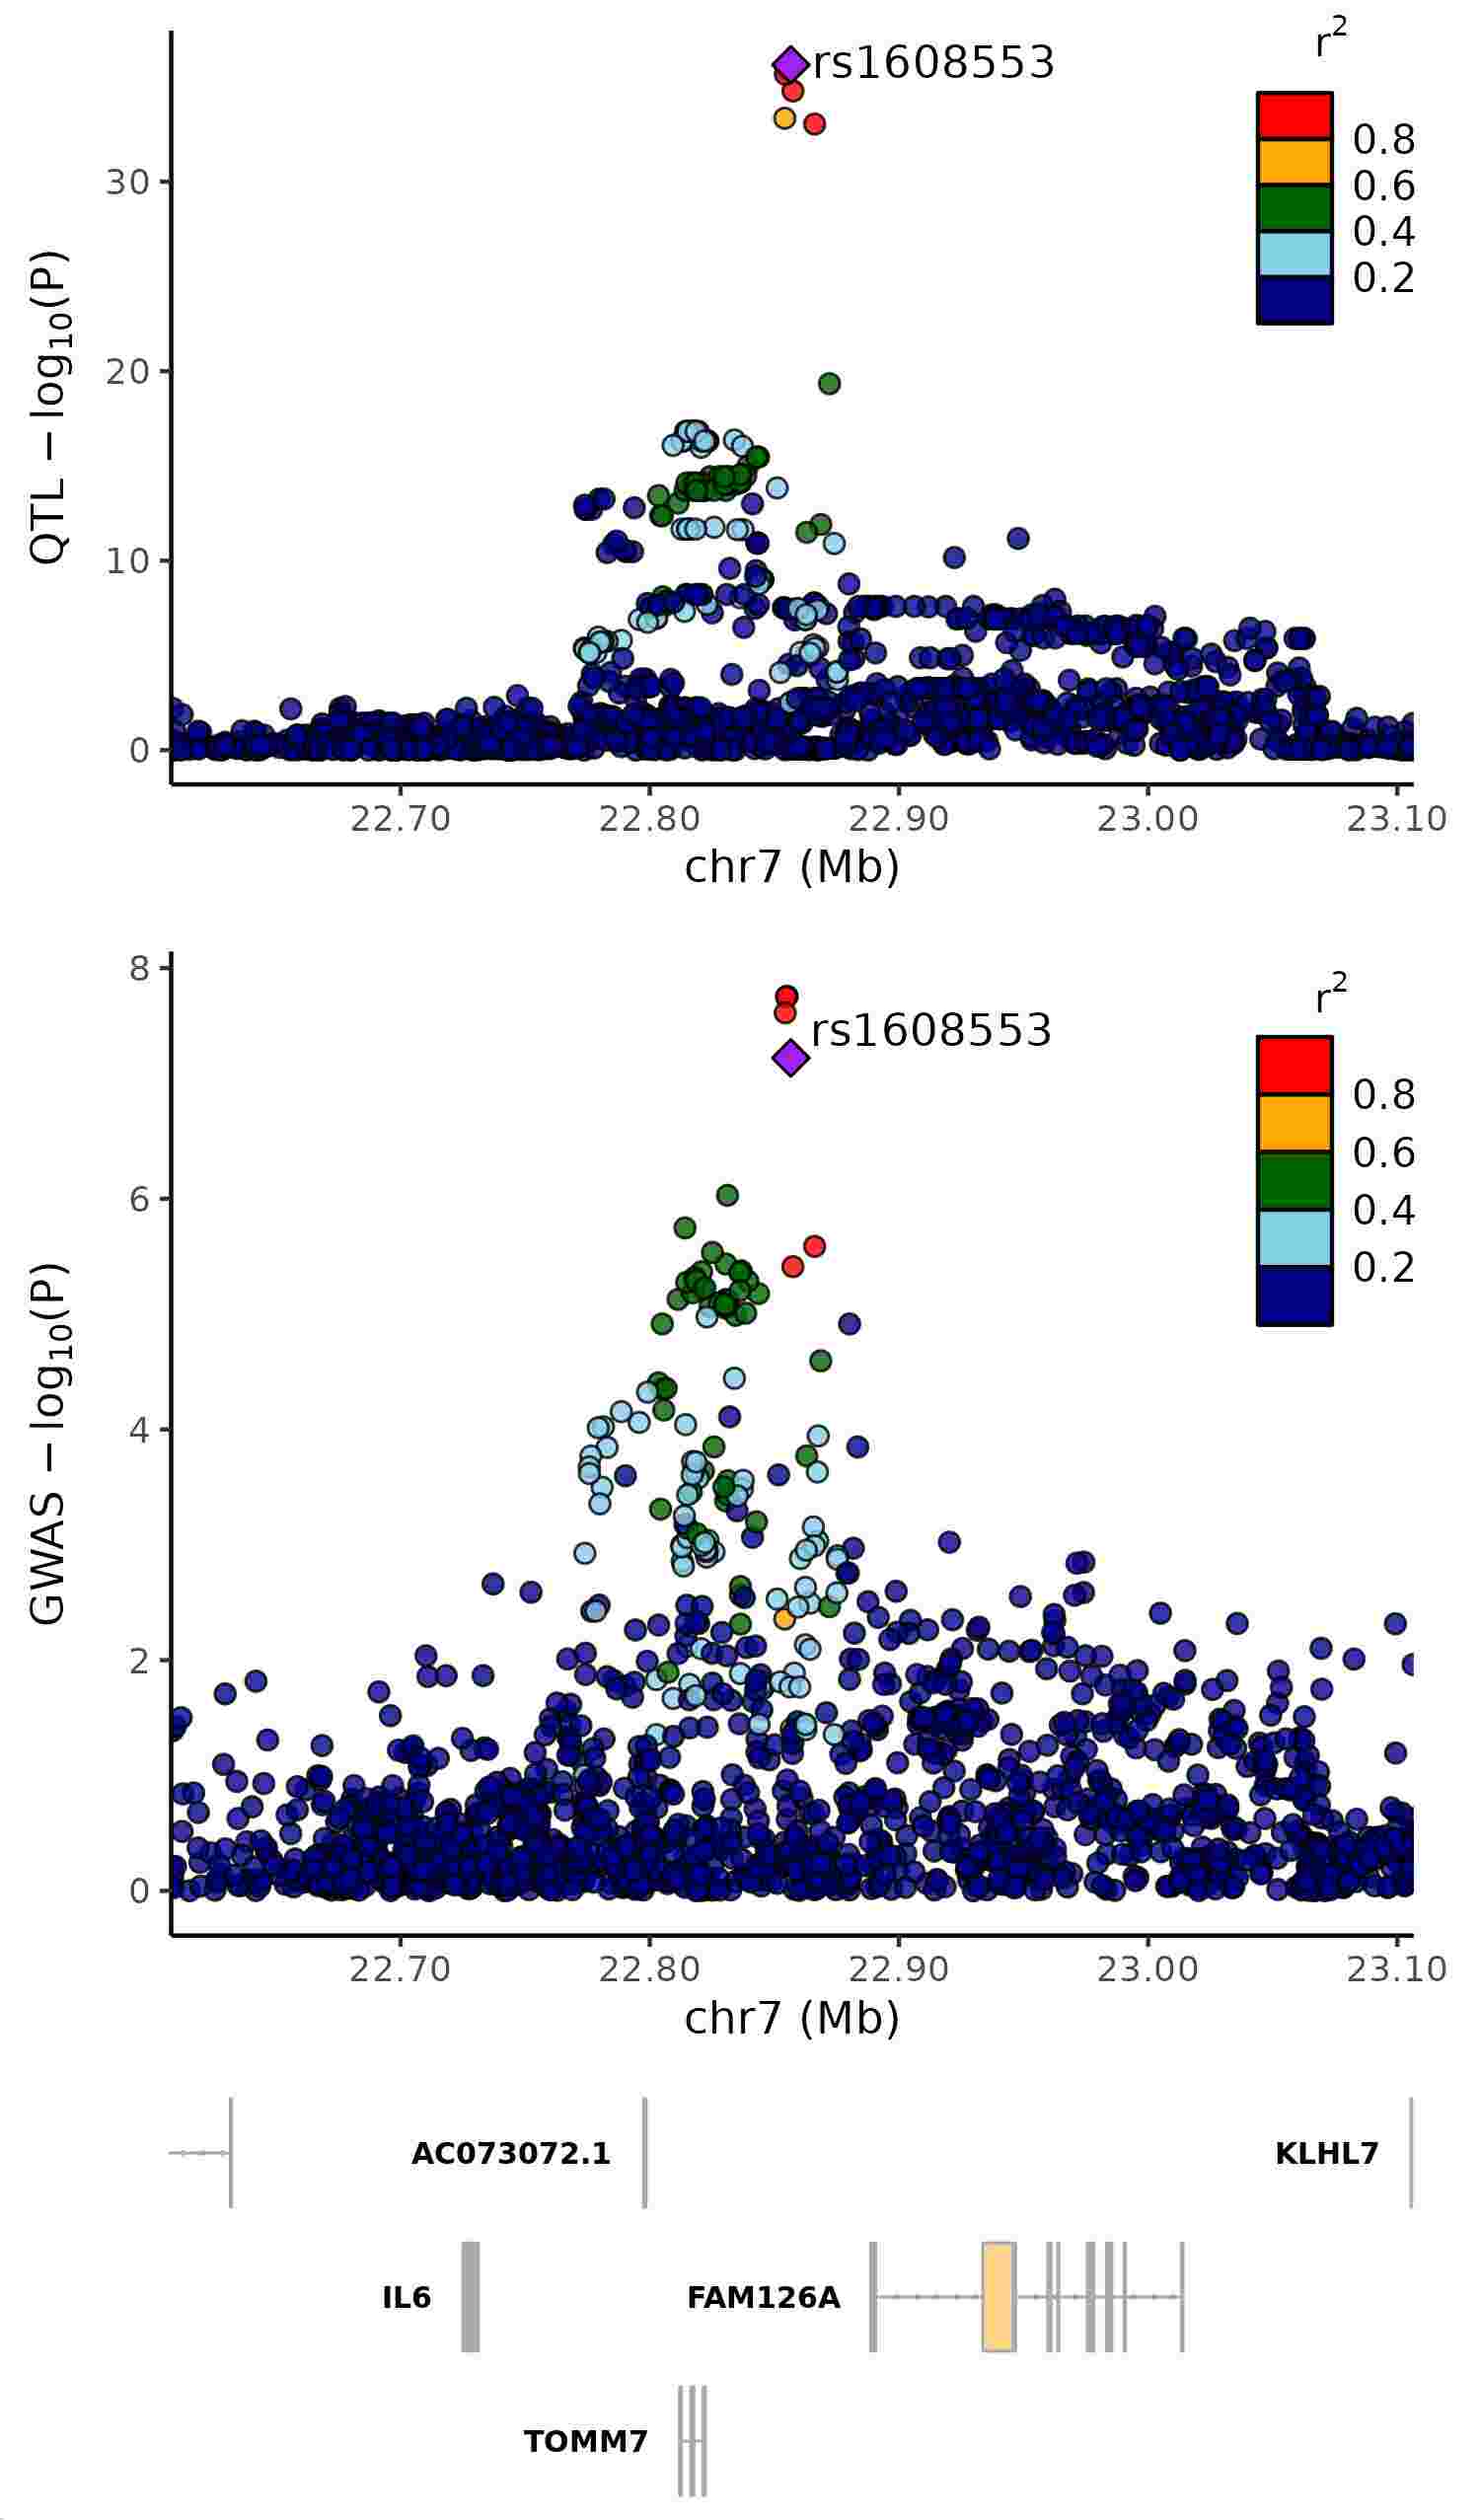 rs1608553
r²
0.8
0.6
0.4
0.2
30
20
10
0
QTL − log₁₀(P)
22.70 22.80 22.90 23.00 23.10
chr7 (Mb)
8
6
4
2
0
GWAS − log₁₀(P)
rs1608553
r²
0.8
0.6
0.4
0.2
22.70 22.80 22.90 23.00 23.10
chr7 (Mb)
AC073072.1 KLHL7
IL6 FAM126A
TOMM7